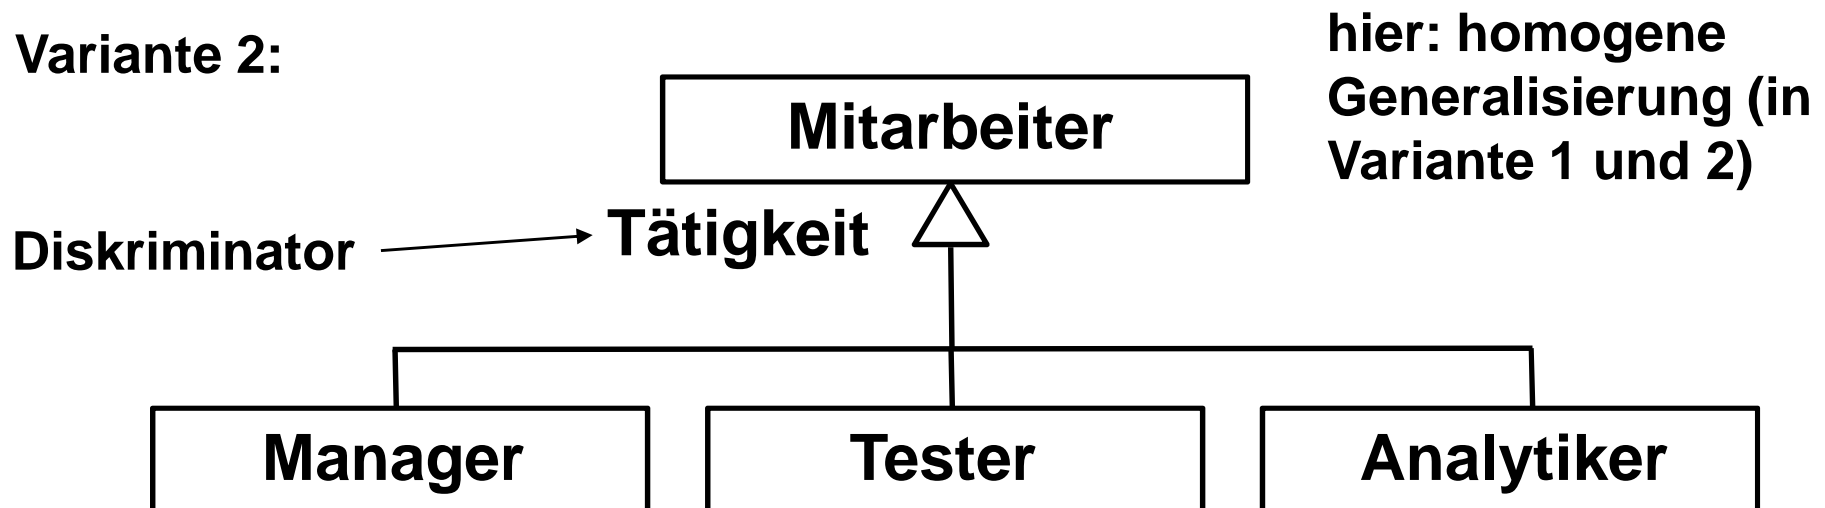 Variante 2:
hier: homogene
Generalisierung (in
Variante 1 und 2)
Mitarbeiter
Diskriminator
Tätigkeit
Manager
Tester
Analytiker